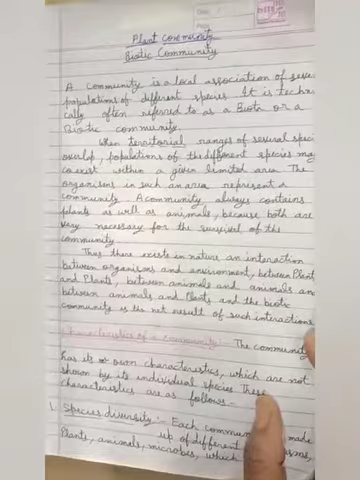 Plant Community
Biotic Community
A community is a local association of seve
populations of different species. It is techn
cally often referred to as a Biota or a
Biotic community.
When territorial ranges of several speci
overlap, populations of the different species may
coexist within a given limited area. The
organisms in such an area represent a
community. A community always contains
plants as well as animals, because both are
very necessary for the survival of the
community.
Thus there exists in nature an interaction
between organisms and environment, between Plants
and Plants, between animals and animals an
between animals and Plants and the biotic
community is the net result of such interactions
Characteristics of a Community:- The community
has its own characteristics, which are not
shown by its individual species. These
characteristics are as follows -
1. Species diversity :- Each commun made
up of different
Plants, animals, microbes, which